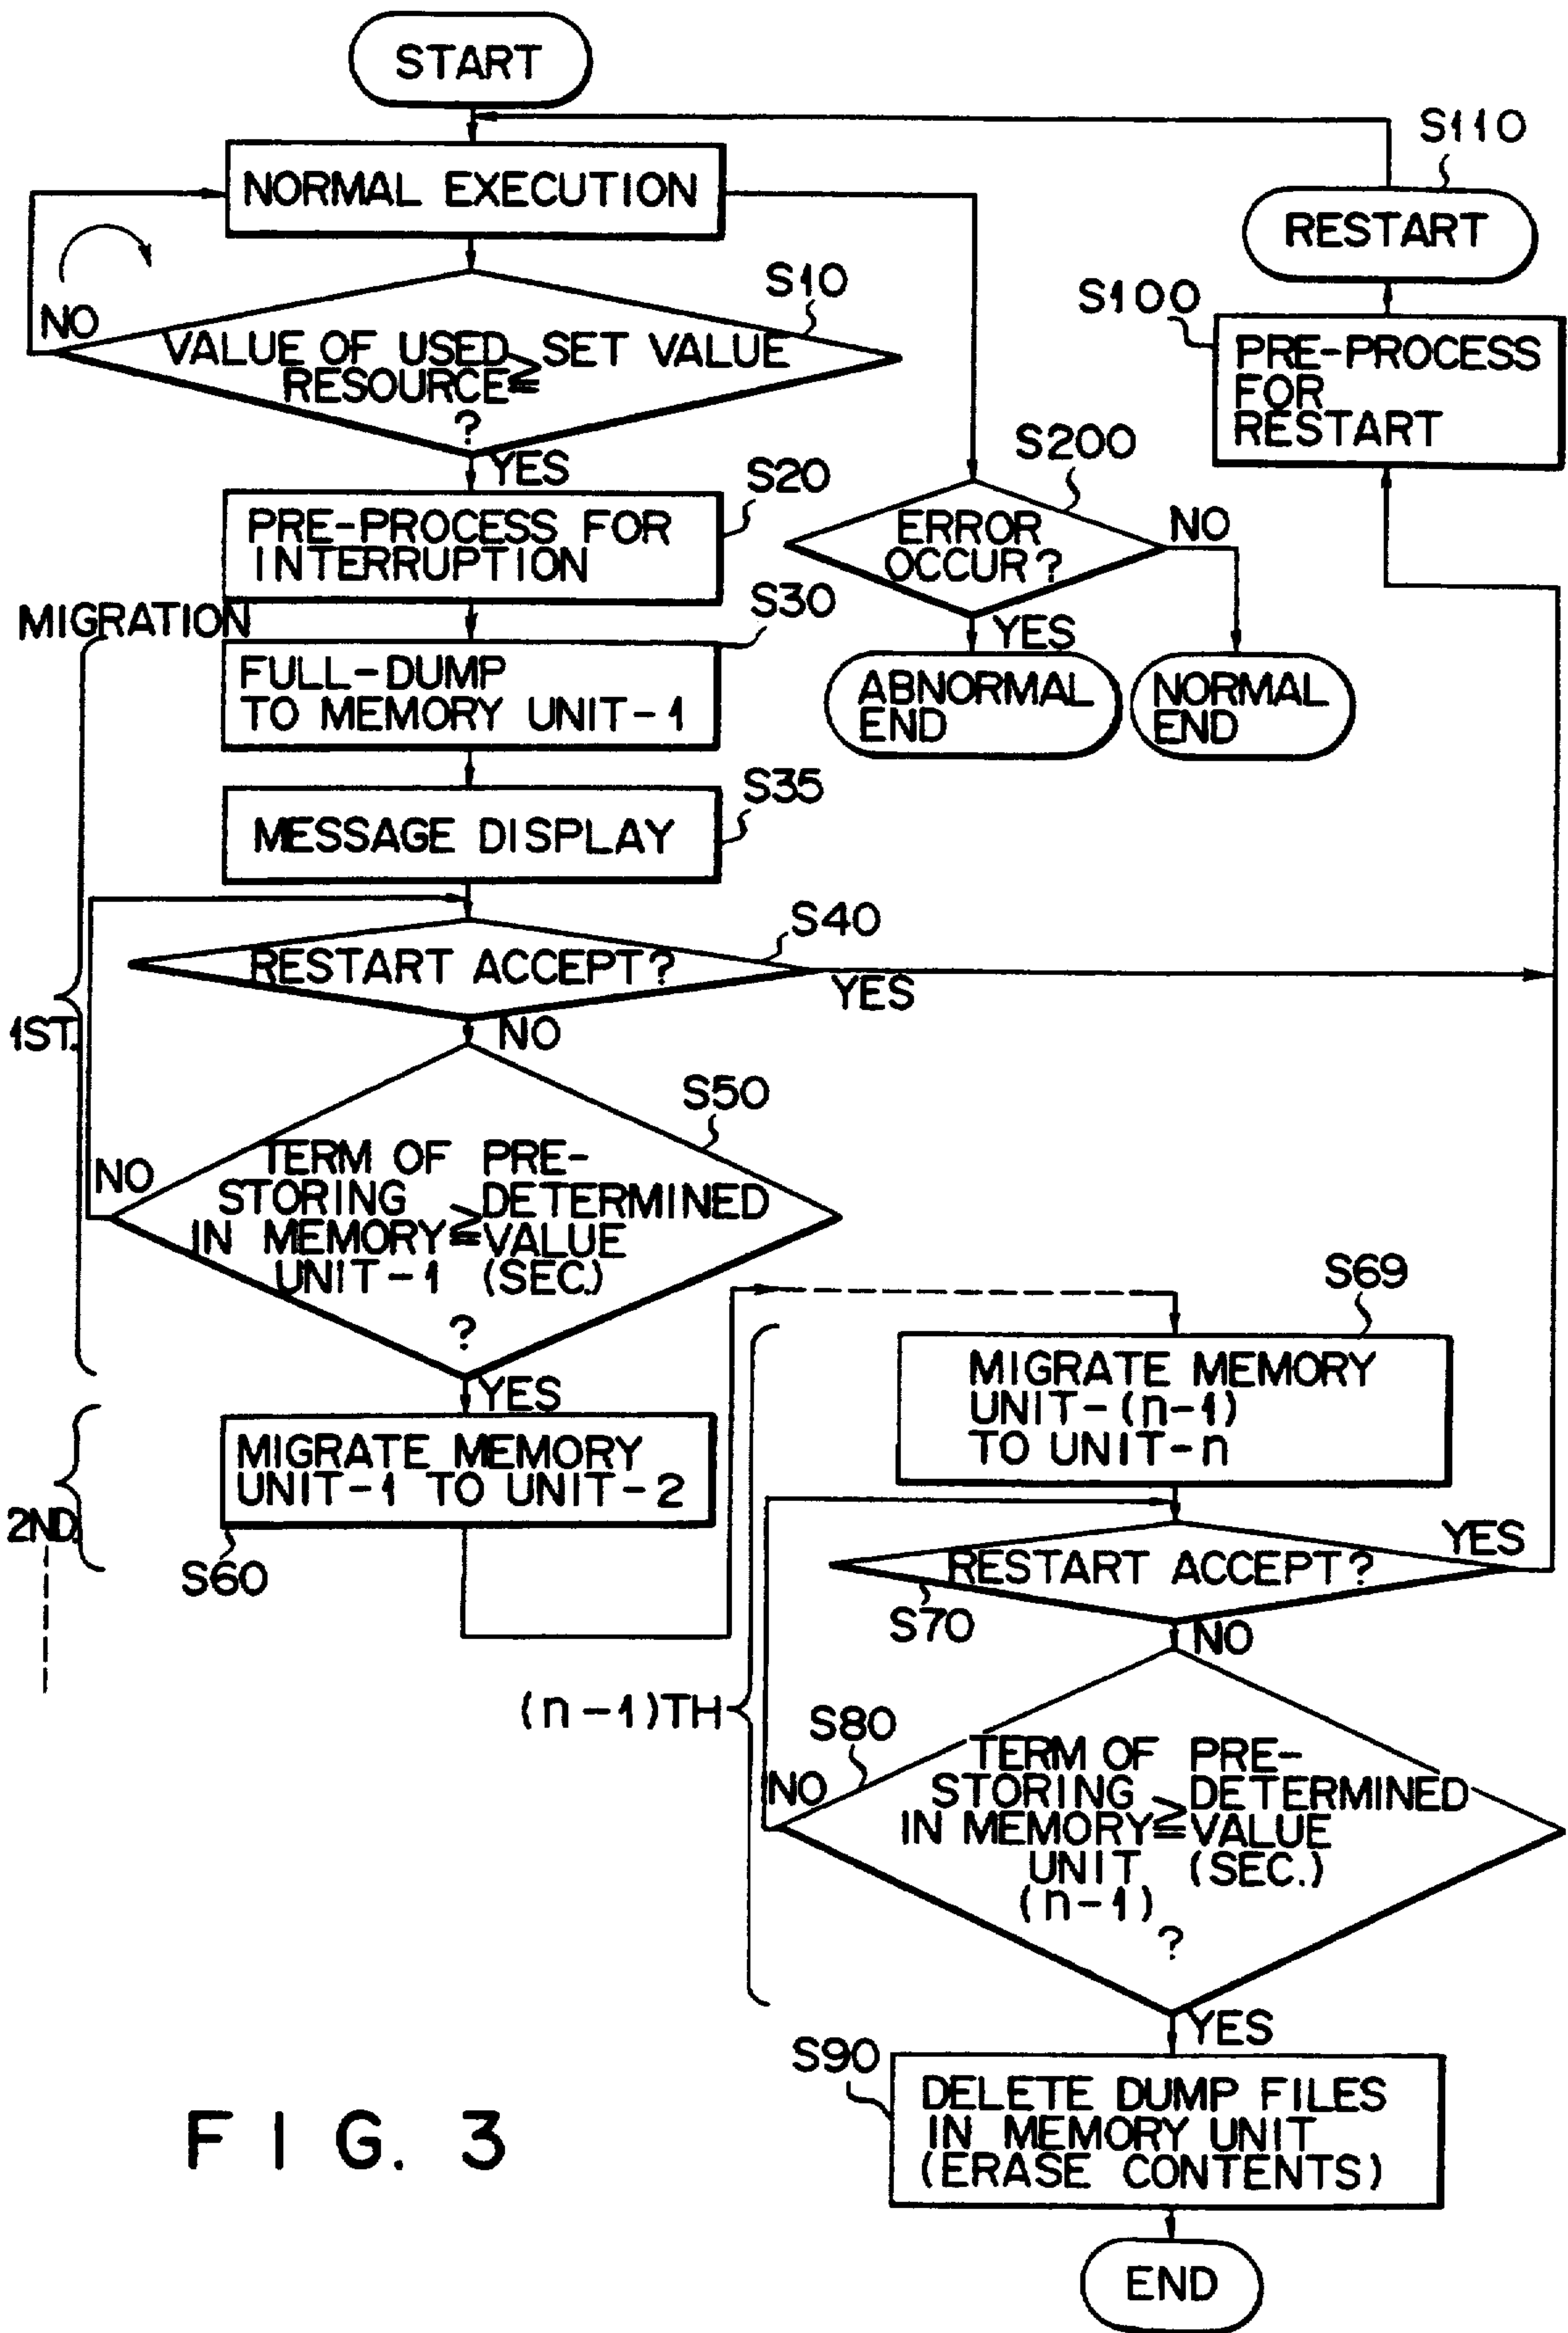 START
S110
NORMAL EXECUTION
RESTART
S10
S100
NO
VALUE OF USED ≧ SET VALUE
RESOURCE
?
PRE-PROCESS
FOR
RESTART
YES
S20
S200
PRE-PROCESS FOR
INTERRUPTION
ERROR
OCCUR?
NO
MIGRATION
S30
YES
FULL-DUMP
TO MEMORY UNIT-1
ABNORMAL
END
NORMAL
END
S35
MESSAGE DISPLAY
S40
RESTART ACCEPT?
YES
1ST.
NO
S50
NO
TERM OF
STORING
IN MEMORY
UNIT-1
≧
PRE-
DETERMINED
VALUE
(SEC.)
?
YES
S69
MIGRATE MEMORY
UNIT-(n-1)
TO UNIT-n
MIGRATE MEMORY
UNIT-1 TO UNIT-2
2ND.
S60
RESTART ACCEPT?
YES
S70
NO
(n-1)TH
S80
NO
TERM OF
STORING
IN MEMORY
UNIT
(n-1)
≧
PRE-
DETERMINED
VALUE
(SEC.)
?
YES
S90
DELETE DUMP FILES
IN MEMORY UNIT
(ERASE CONTENTS)
END
FIG. 3